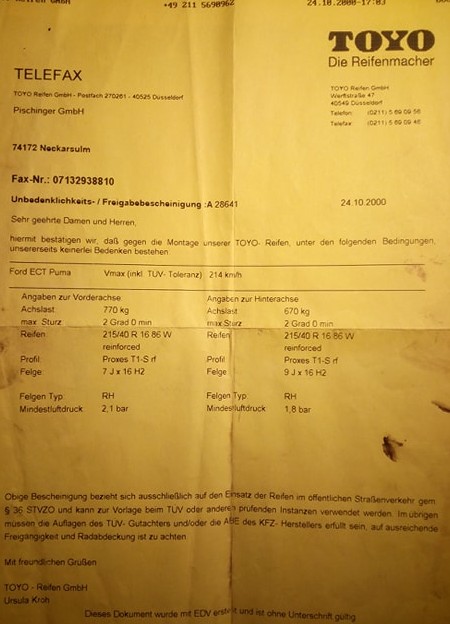 +49 211 5690962 24.10.2000-17:03
TOYO
Die Reifenmacher
TELEFAX
TOYO Reifen GmbH - Postfach 270261 - 40525 Düsseldorf
TOYO Reifen GmbH
Werftstraße 47
40549 Düsseldorf
Telefon: (0211) 5 69 09 56
Telefax: (0211) 5 69 09 48
Pischinger GmbH
74172 Neckarsulm
Fax-Nr.: 07132938810
Unbedenklichkeits- / Freigabebescheinigung :A 28641 24.10.2000
Sehr geehrte Damen und Herren,
hiermit bestätigen wir, daß gegen die Montage unserer TOYO- Reifen, unter den folgenden Bedingungen,
unsererseits keinerlei Bedenken bestehen
Ford ECT Puma Vmax (inkl. TÜV- Toleranz) 214 km/h
Angaben zur Vorderachse Angaben zur Hinterachse
Achslast 770 kg Achslast 670 kg
max Sturz 2 Grad 0 min max Sturz 2 Grad 0 min
Reifen: 215/40 R 16 86 W Reifen 215/40 R 16 86 W
reinforced reinforced
Profil: Proxes T1-S rf Profil Proxes T1-S rf
Felge: 7 J x 16 H2 Felge 9 J x 16 H2
Felgen Typ: RH Felgen Typ: RH
Mindestluftdruck: 2,1 bar Mindestluftdruck: 1,8 bar
Obige Bescheinigung bezieht sich ausschließlich auf den Einsatz der Reifen im öffentlichen Straßenverkehr gem.
§ 36 STVZO und kann zur Vorlage beim TÜV oder anderen prüfenden Instanzen verwendet werden. Im übrigen
müssen die Auflagen des TÜV- Gutachters und/oder die ABE des KFZ- Herstellers erfüllt sein, auf ausreichende
Freigängigkeit und Radabdeckung ist zu achten
Mit freundlichen Grüßen
TOYO - Reifen GmbH
Ursula Kroh
Dieses Dokument wurde mit EDV erstellt und ist ohne Unterschrift gültig